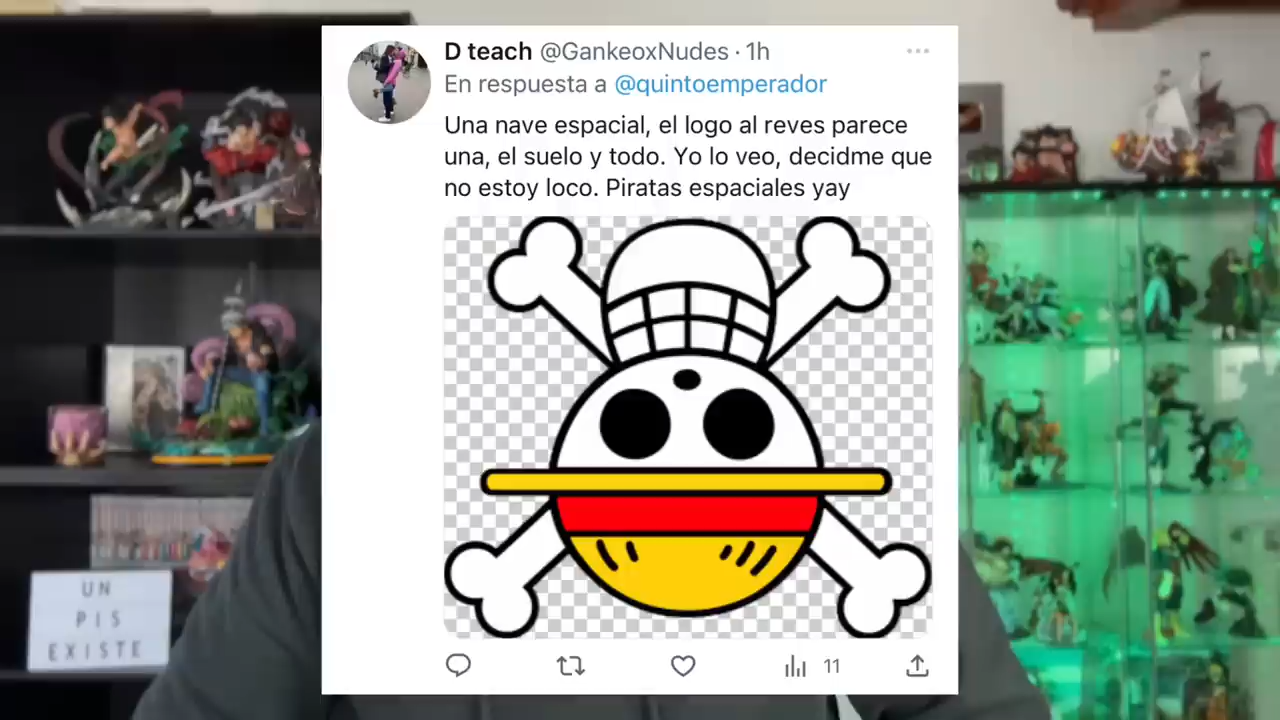 D teach @GankeoxNudes · 1h
En respuesta a @quintoemperador
Una nave espacial, el logo al reves parece
una, el suelo y todo. Yo lo veo, decidme que
no estoy loco. Piratas espaciales yay
11
UN
PIS
EXISTE